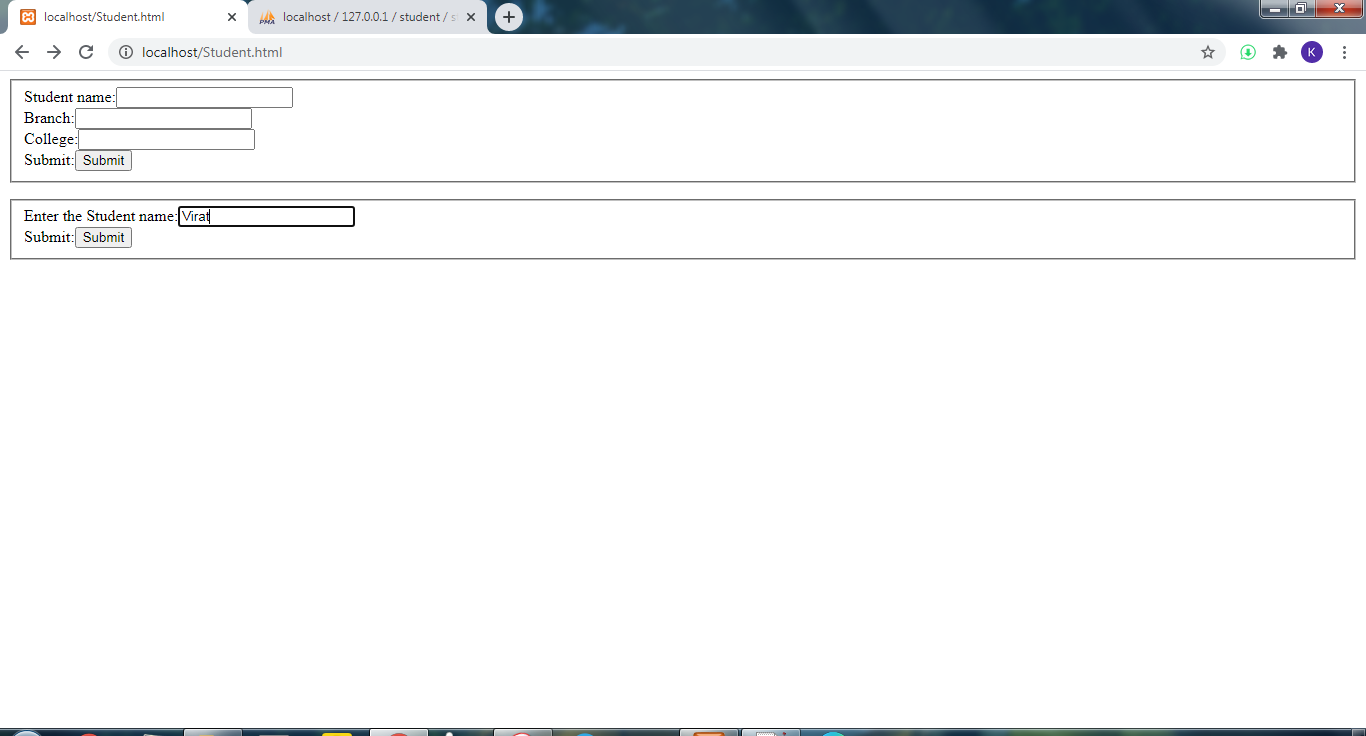 localhost/Student.html
localhost / 127.0.0.1 / student / s
PMA
localhost/Student.html
K
Student name:
Branch:
College:
Submit: Submit
Enter the Student name: Virat
Submit: Submit